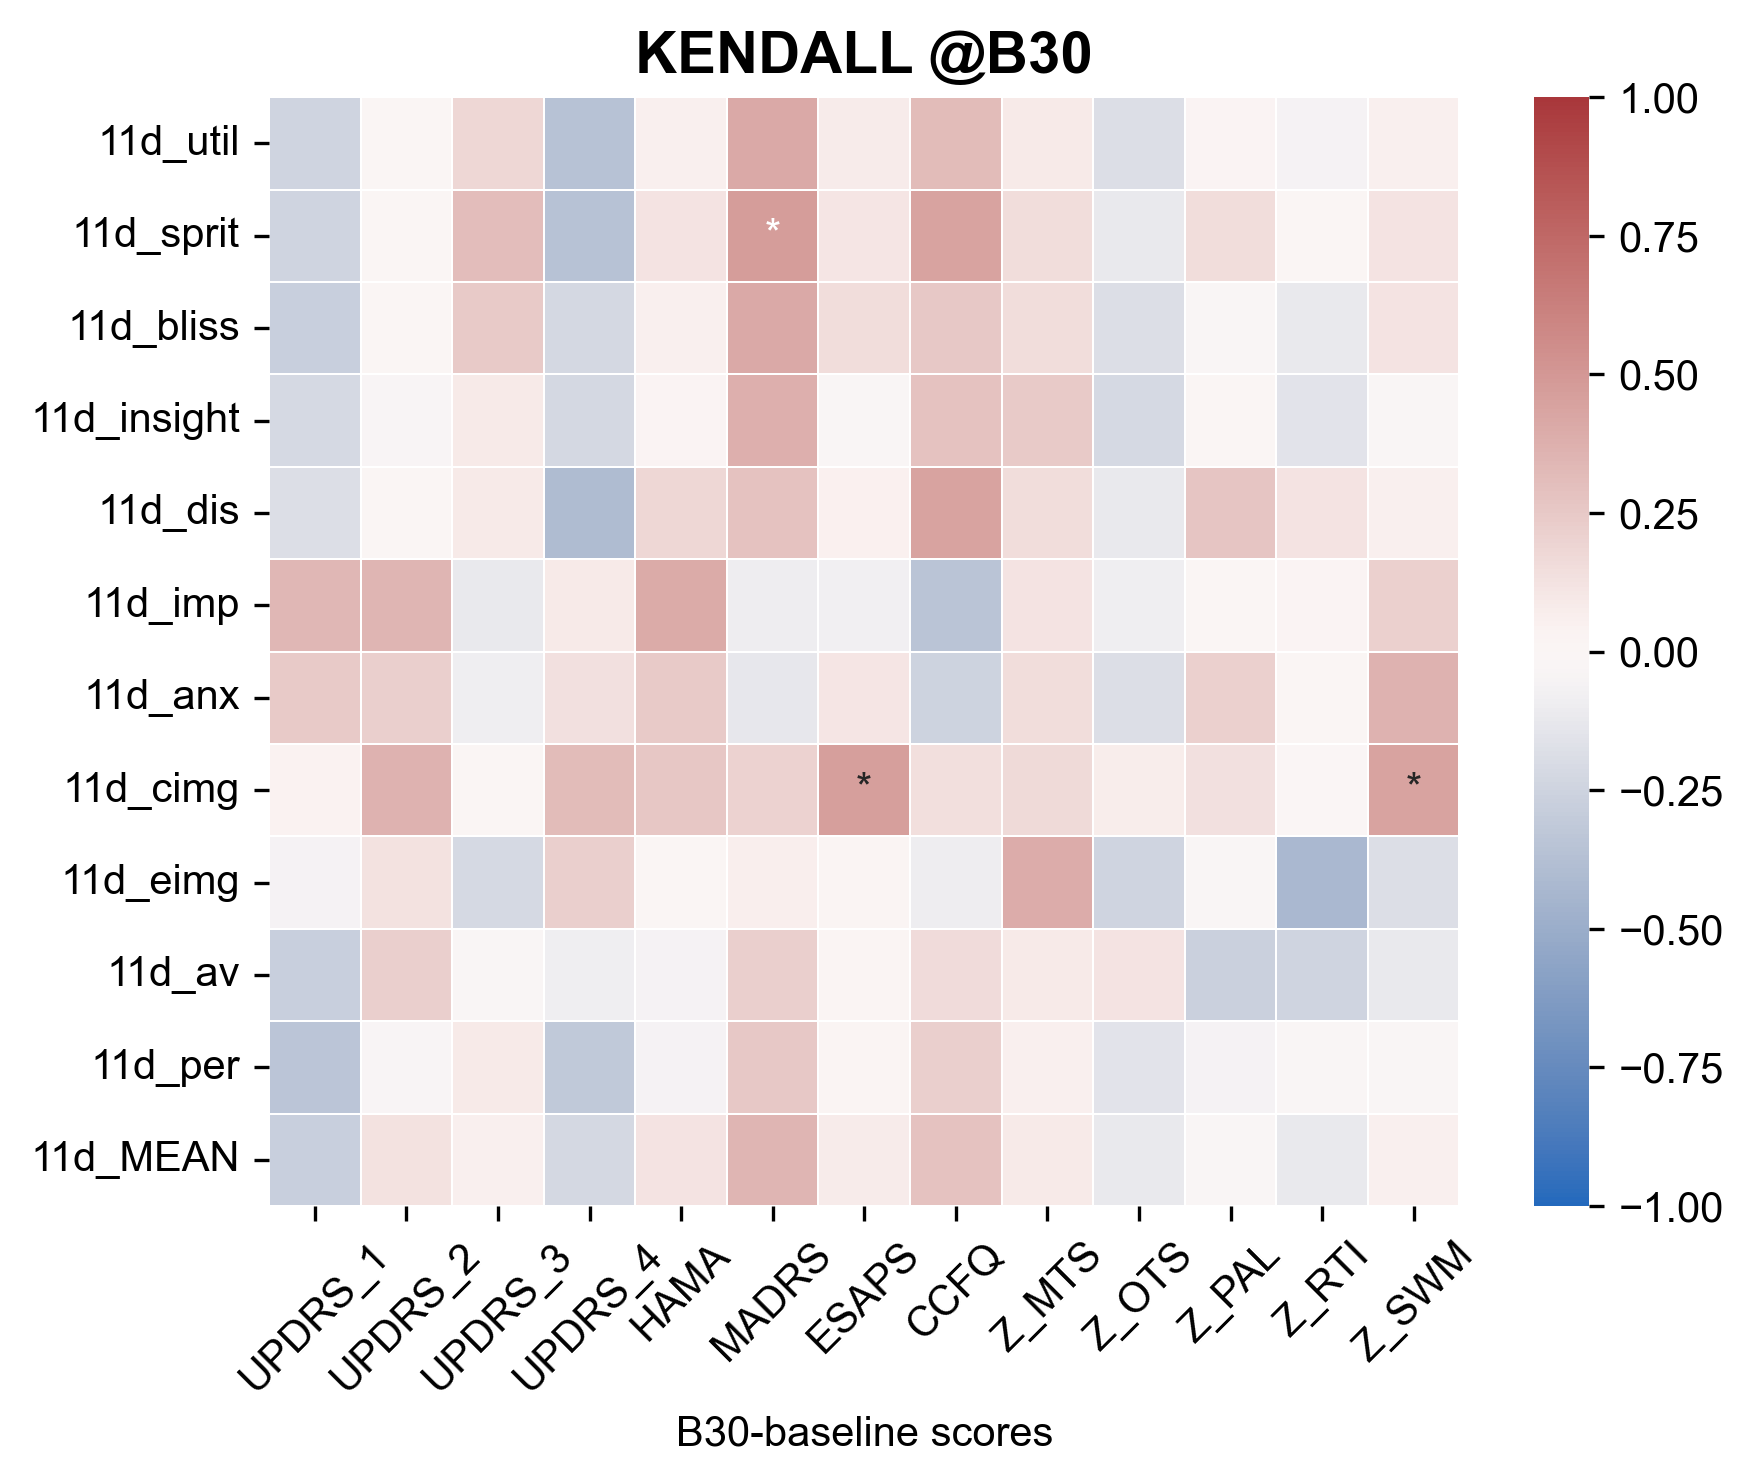 KENDALL @B30
11d_util
11d_sprit
11d_bliss
11d_insight
11d_dis
11d_imp
11d_anx
11d_cimg
11d_eimg
11d_av
11d_per
11d_MEAN
*
*
*
UPDRS_1
UPDRS_2
UPDRS_3
UPDRS_4
HAMA
MADRS
ESAPS
CCFQ
Z_MTS
Z_OTS
Z_PAL
Z_RTI
Z_SWM
B30-baseline scores
1.00
0.75
0.50
0.25
0.00
−0.25
−0.50
−0.75
−1.00